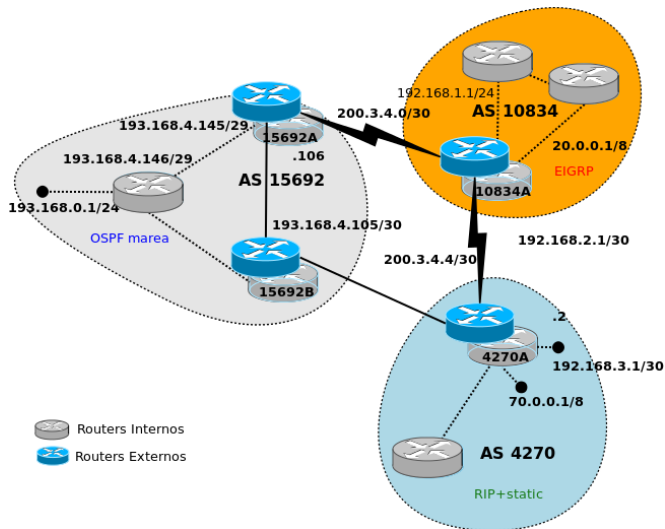 192.168.1.1/24
AS 10834
20.0.0.1/8
EIGRP
10834A
200.3.4.0/30
193.168.4.145/29
15692A
.106
193.168.4.146/29
AS 15692
193.168.0.1/24
193.168.4.105/30
OSPF marea
15692B
192.168.2.1/30
200.3.4.4/30
.2
4270A
192.168.3.1/30
70.0.0.1/8
AS 4270
RIP+static
Routers Internos
Routers Externos